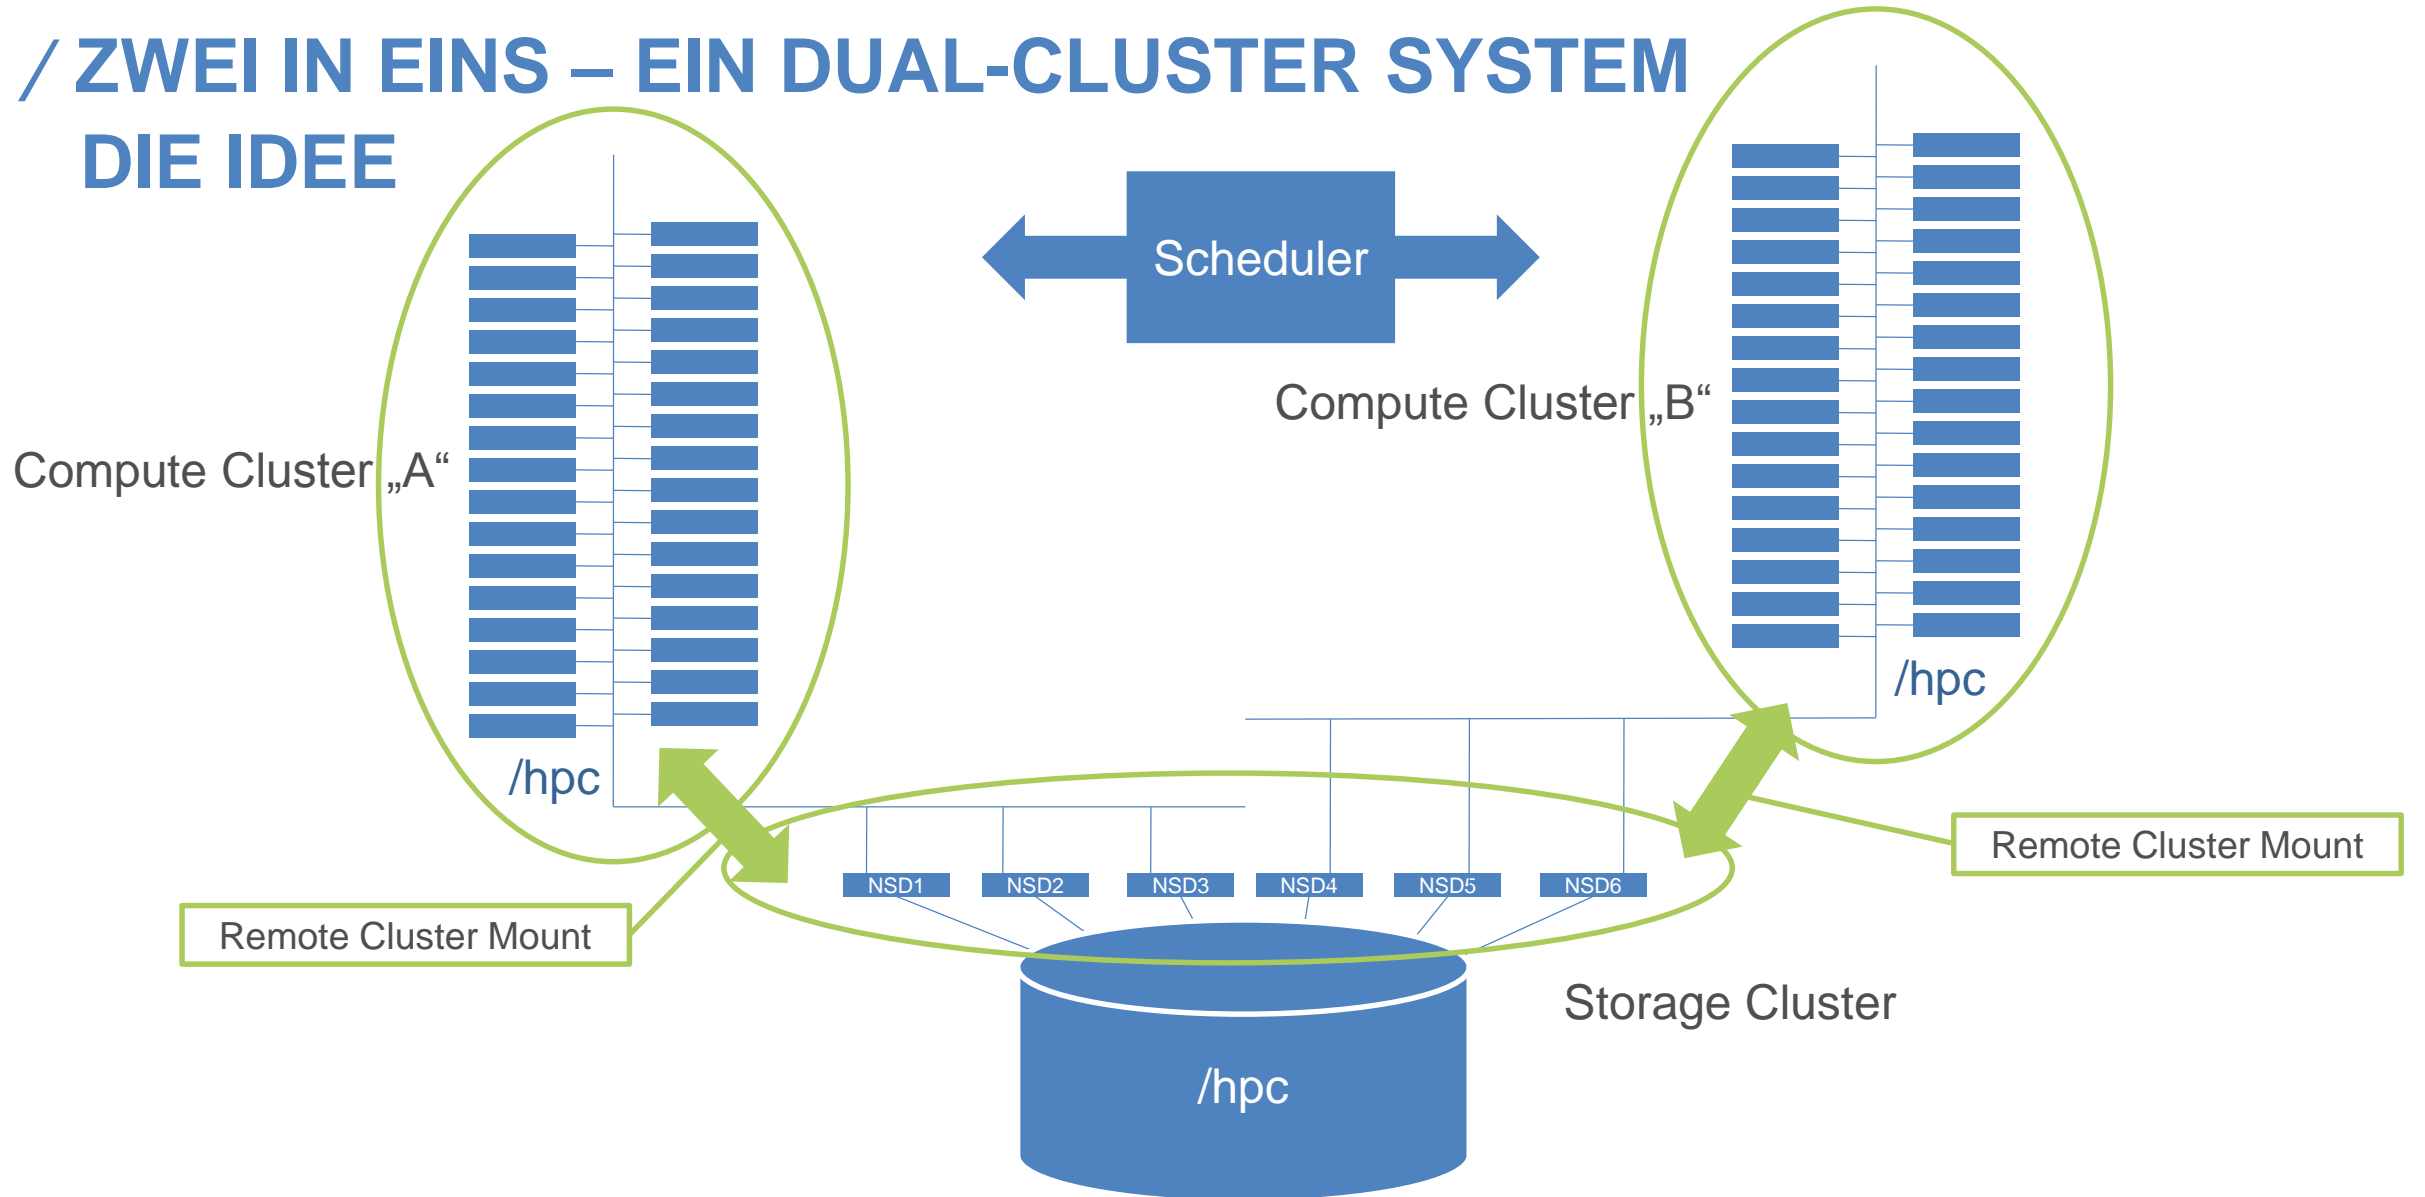 / ZWEI IN EINS – EIN DUAL-CLUSTER SYSTEM
DIE IDEE
Scheduler
Compute Cluster „B“
Compute Cluster „A“
/hpc
/hpc
Remote Cluster Mount
NSD1 NSD2 NSD3 NSD4 NSD5 NSD6
Remote Cluster Mount
Storage Cluster
/hpc